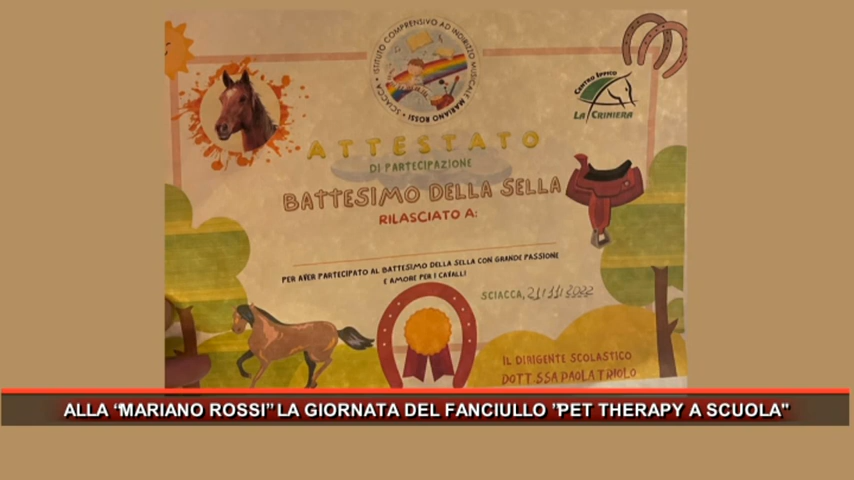 ISTITUTO COMPRENSIVO AD INDIRIZZO MUSICALE MARIANO ROSSI • SCIACCA •
CENTRO IPPICO
LA CRINIERA
ATTESTATO
DI PARTECIPAZIONE
BATTESIMO DELLA SELLA
RILASCIATO A:
PER AVER PARTECIPATO AL BATTESIMO DELLA SELLA CON GRANDE PASSIONE
E AMORE PER I CAVALLI
SCIACCA, 21/11/2022
IL DIRIGENTE SCOLASTICO
DOTT.SSA PAOLA TRIOLO
ALLA “MARIANO ROSSI” LA GIORNATA DEL FANCIULLO ”PET THERAPY A SCUOLA"